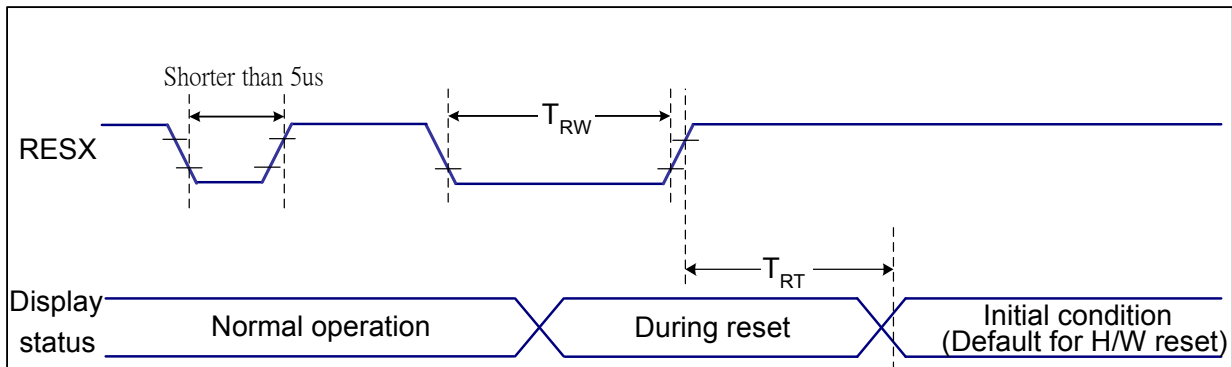 Shorter than 5us
RESX
TRW
TRT
Display
status
Normal operation
During reset
Initial condition
(Default for H/W reset)